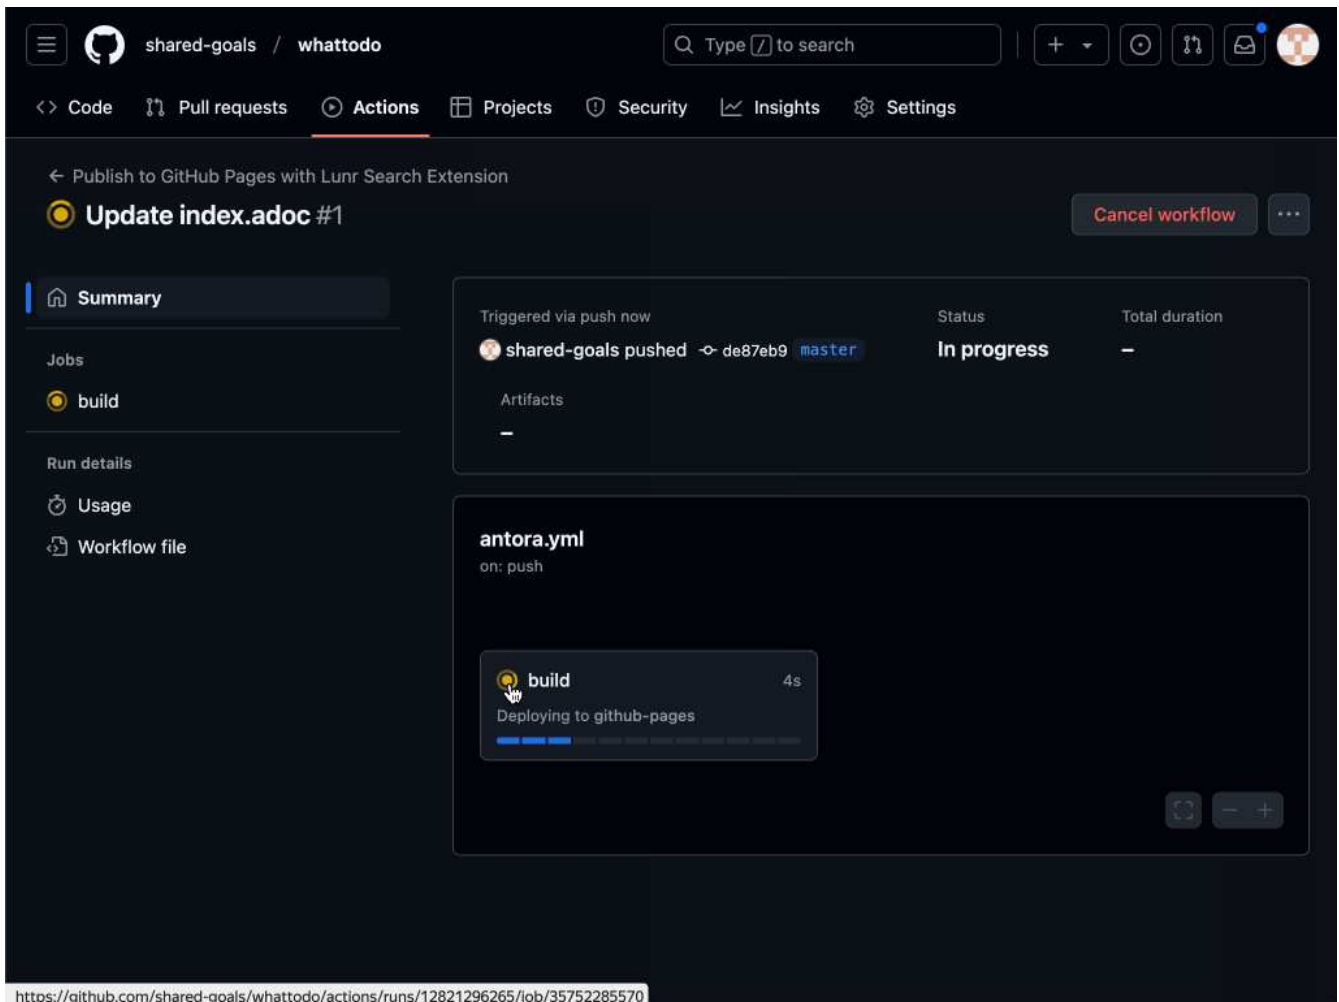 shared-goals / whattodo
Type / to search
Code Pull requests Actions Projects Security Insights Settings
← Publish to GitHub Pages with Lunr Search Extension
Update index.adoc #1
Cancel workflow
Summary
Jobs
build
Run details
Usage
Workflow file
Triggered via push now
shared-goals pushed de87eb9 master
Status
In progress
Total duration
–
Artifacts
–
antora.yml
on: push
build 4s
Deploying to github-pages
https://github.com/shared-goals/whattodo/actions/runs/12821296265/job/35752285570